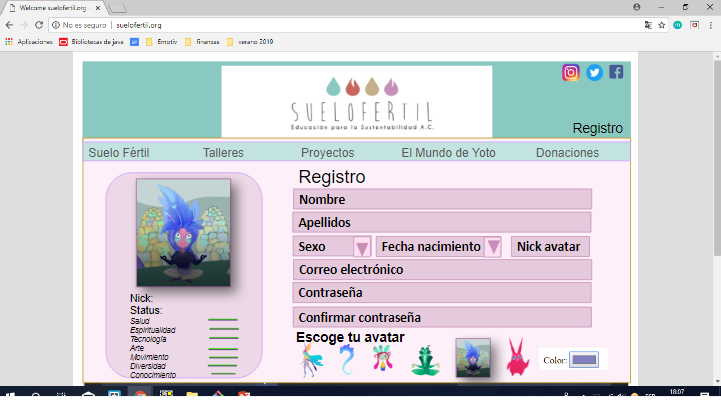 Welcome suelofertil.org -
No es seguro | suelofertil.org
Aplicaciones Bibliotecas de java Emotiv finanzas verano 2019
SUELOFERTIL
Educación para la Sustentabilidad A.C.
Registro
Suelo Fértil Talleres Proyectos El Mundo de Yoto Donaciones
Registro
Nombre
Apellidos
Sexo Fecha nacimiento Nick avatar
Correo electrónico
Contraseña
Confirmar contraseña
Escoge tu avatar
Color:
Nick:
Status:
Salud
Espiritualidad
Tecnología
Arte
Movimiento
Diversidad
Conocimiento
18:07